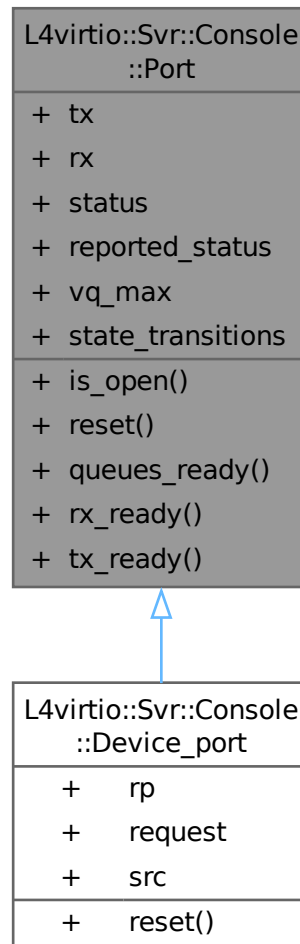 L4virtio::Svr::Console
::Port
+ tx
+ rx
+ status
+ reported_status
+ vq_max
+ state_transitions
+ is_open()
+ reset()
+ queues_ready()
+ rx_ready()
+ tx_ready()
L4virtio::Svr::Console
::Device_port
+ rp
+ request
+ src
+ reset()